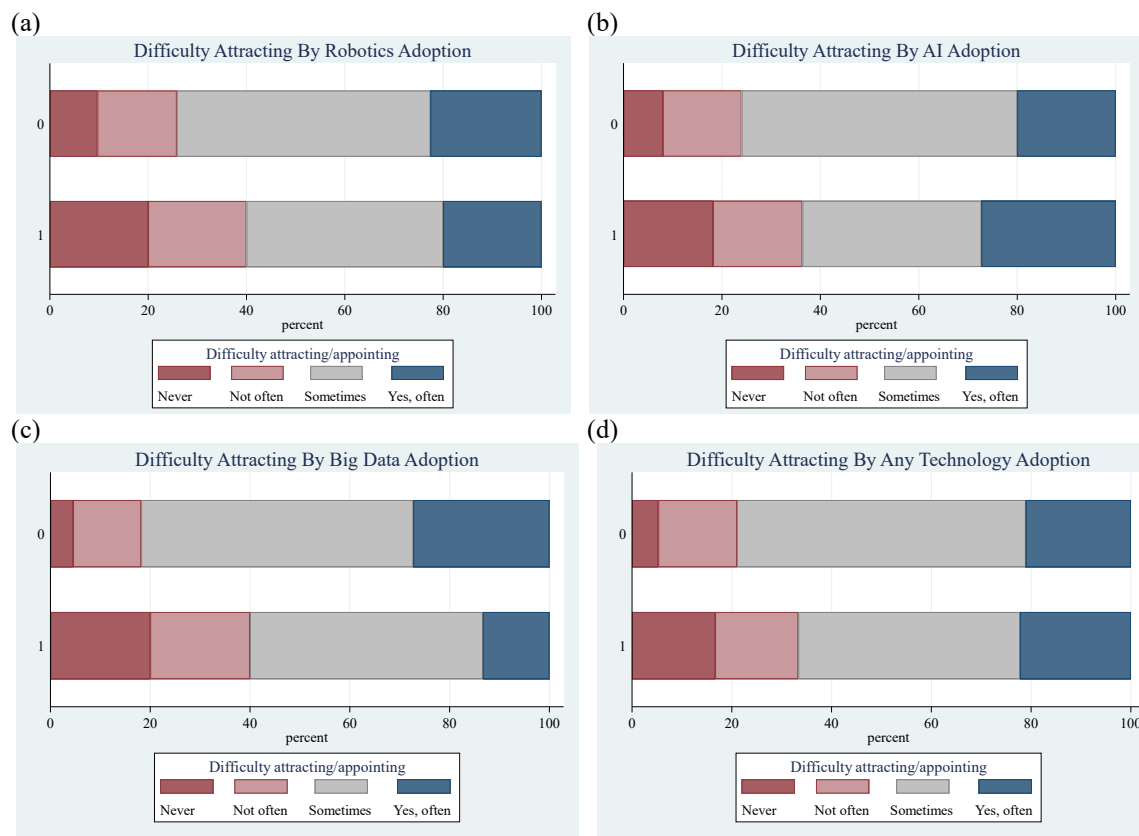 (a)
Difficulty Attracting By Robotics Adoption
0
1
0 20 40 60 80 100
percent
Difficulty attracting/appointing
Never Not often Sometimes Yes, often
(b)
Difficulty Attracting By AI Adoption
0
1
0 20 40 60 80 100
percent
Difficulty attracting/appointing
Never Not often Sometimes Yes, often
(c)
Difficulty Attracting By Big Data Adoption
0
1
0 20 40 60 80 100
percent
Difficulty attracting/appointing
Never Not often Sometimes Yes, often
(d)
Difficulty Attracting By Any Technology Adoption
0
1
0 20 40 60 80 100
percent
Difficulty attracting/appointing
Never Not often Sometimes Yes, often